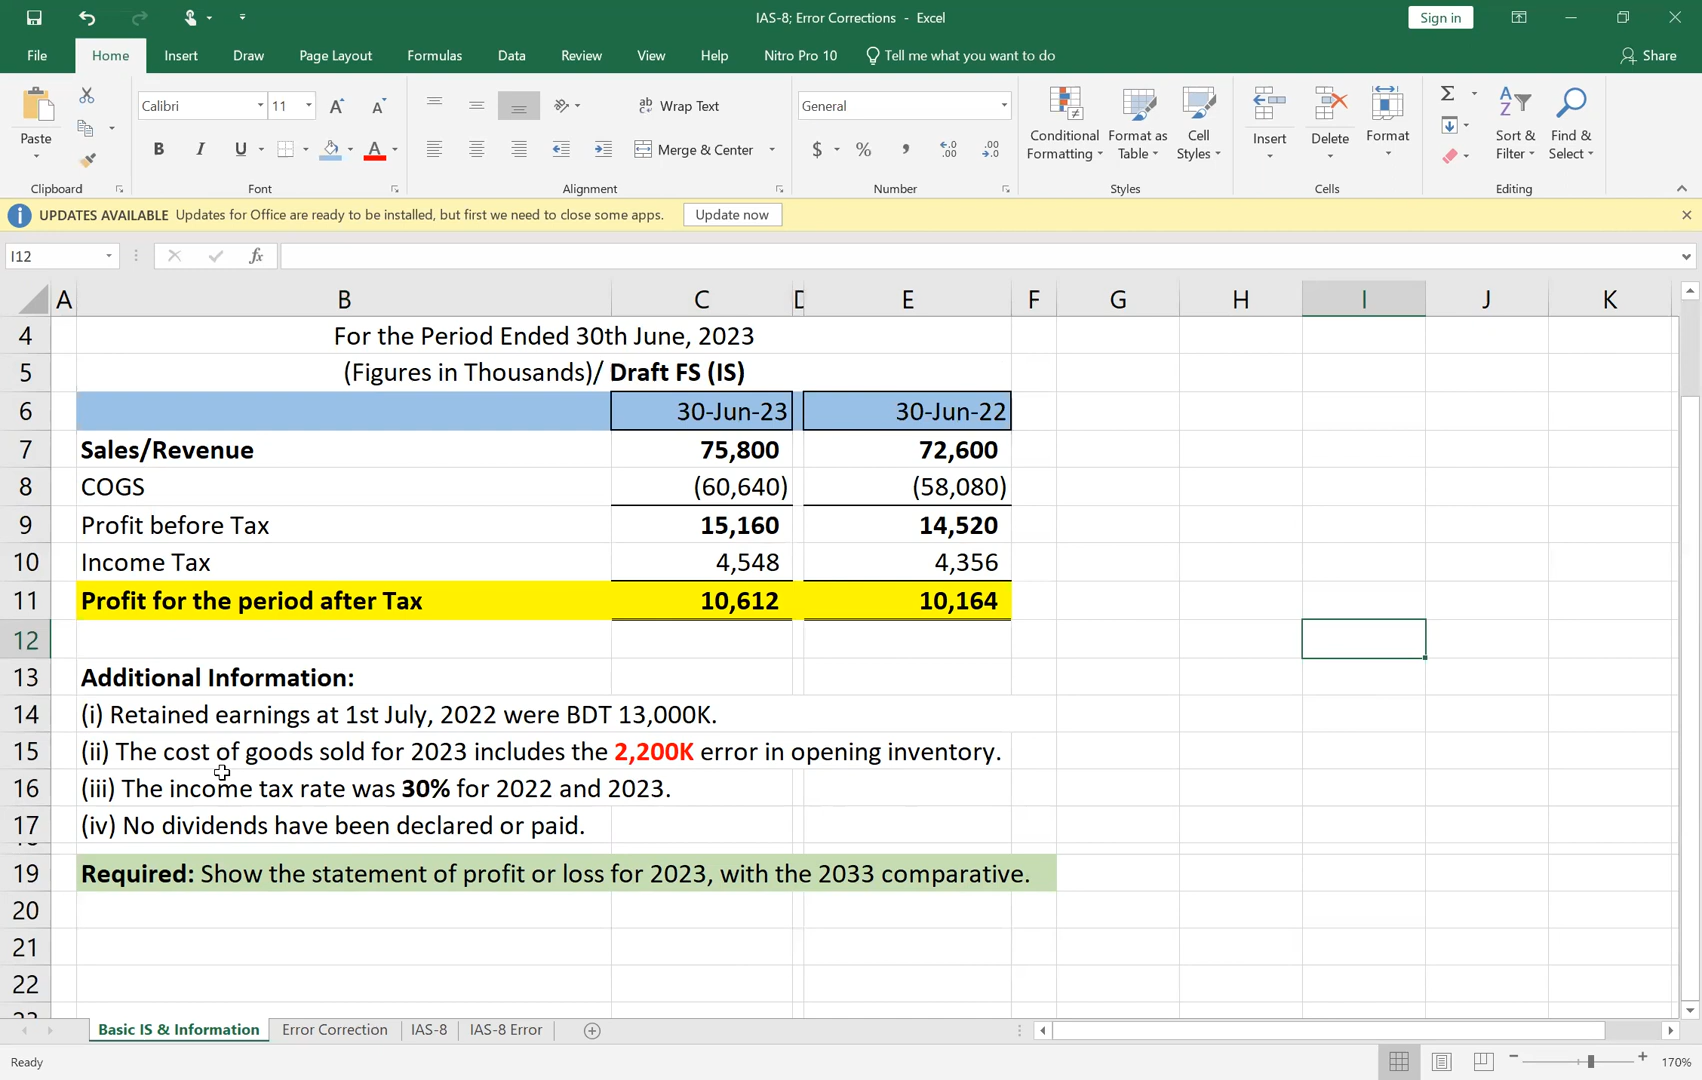 IAS-8; Error Corrections - Excel
Sign in
File Home Insert Draw Page Layout Formulas Data Review View Help Nitro Pro 10 Tell me what you want to do Share
Paste
Calibri 11
B I U
ab Wrap Text
Merge & Center
General
$ % ,
Conditional Formatting
Format as Table
Cell Styles
Insert Delete Format
Sort & Filter
Find & Select
Clipboard Font Alignment Number Styles Cells Editing
UPDATES AVAILABLE Updates for Office are ready to be installed, but first we need to close some apps. Update now
I12 fx
A B C D E F G H I J K
4 For the Period Ended 30th June, 2023
5 (Figures in Thousands)/ Draft FS (IS)
6 30-Jun-23 30-Jun-22
7 Sales/Revenue 75,800 72,600
8 COGS (60,640) (58,080)
9 Profit before Tax 15,160 14,520
10 Income Tax 4,548 4,356
11 Profit for the period after Tax 10,612 10,164
12
13 Additional Information:
14 (i) Retained earnings at 1st July, 2022 were BDT 13,000K.
15 (ii) The cost of goods sold for 2023 includes the 2,200K error in opening inventory.
16 (iii) The income tax rate was 30% for 2022 and 2023.
17 (iv) No dividends have been declared or paid.
19 Required: Show the statement of profit or loss for 2023, with the 2033 comparative.
20
21
22
Basic IS & Information Error Correction IAS-8 IAS-8 Error
Ready 170%